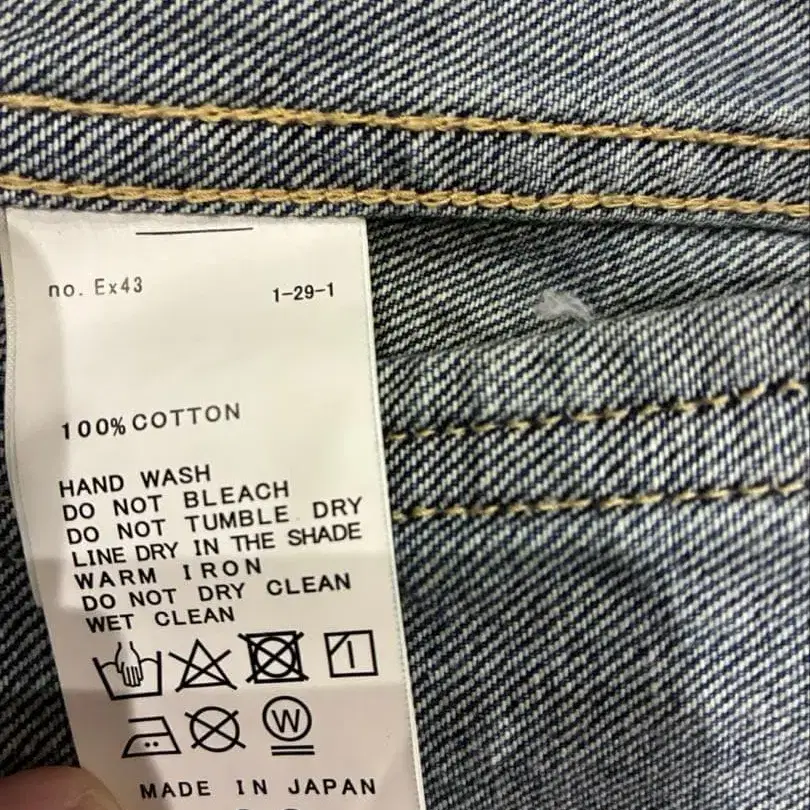 no. Ex43 1-29-1
100% COTTON
HAND WASH
DO NOT BLEACH
DO NOT TUMBLE DRY
LINE DRY IN THE SHADE
WARM IRON
DO NOT DRY CLEAN
WET CLEAN
W
MADE IN JAPAN